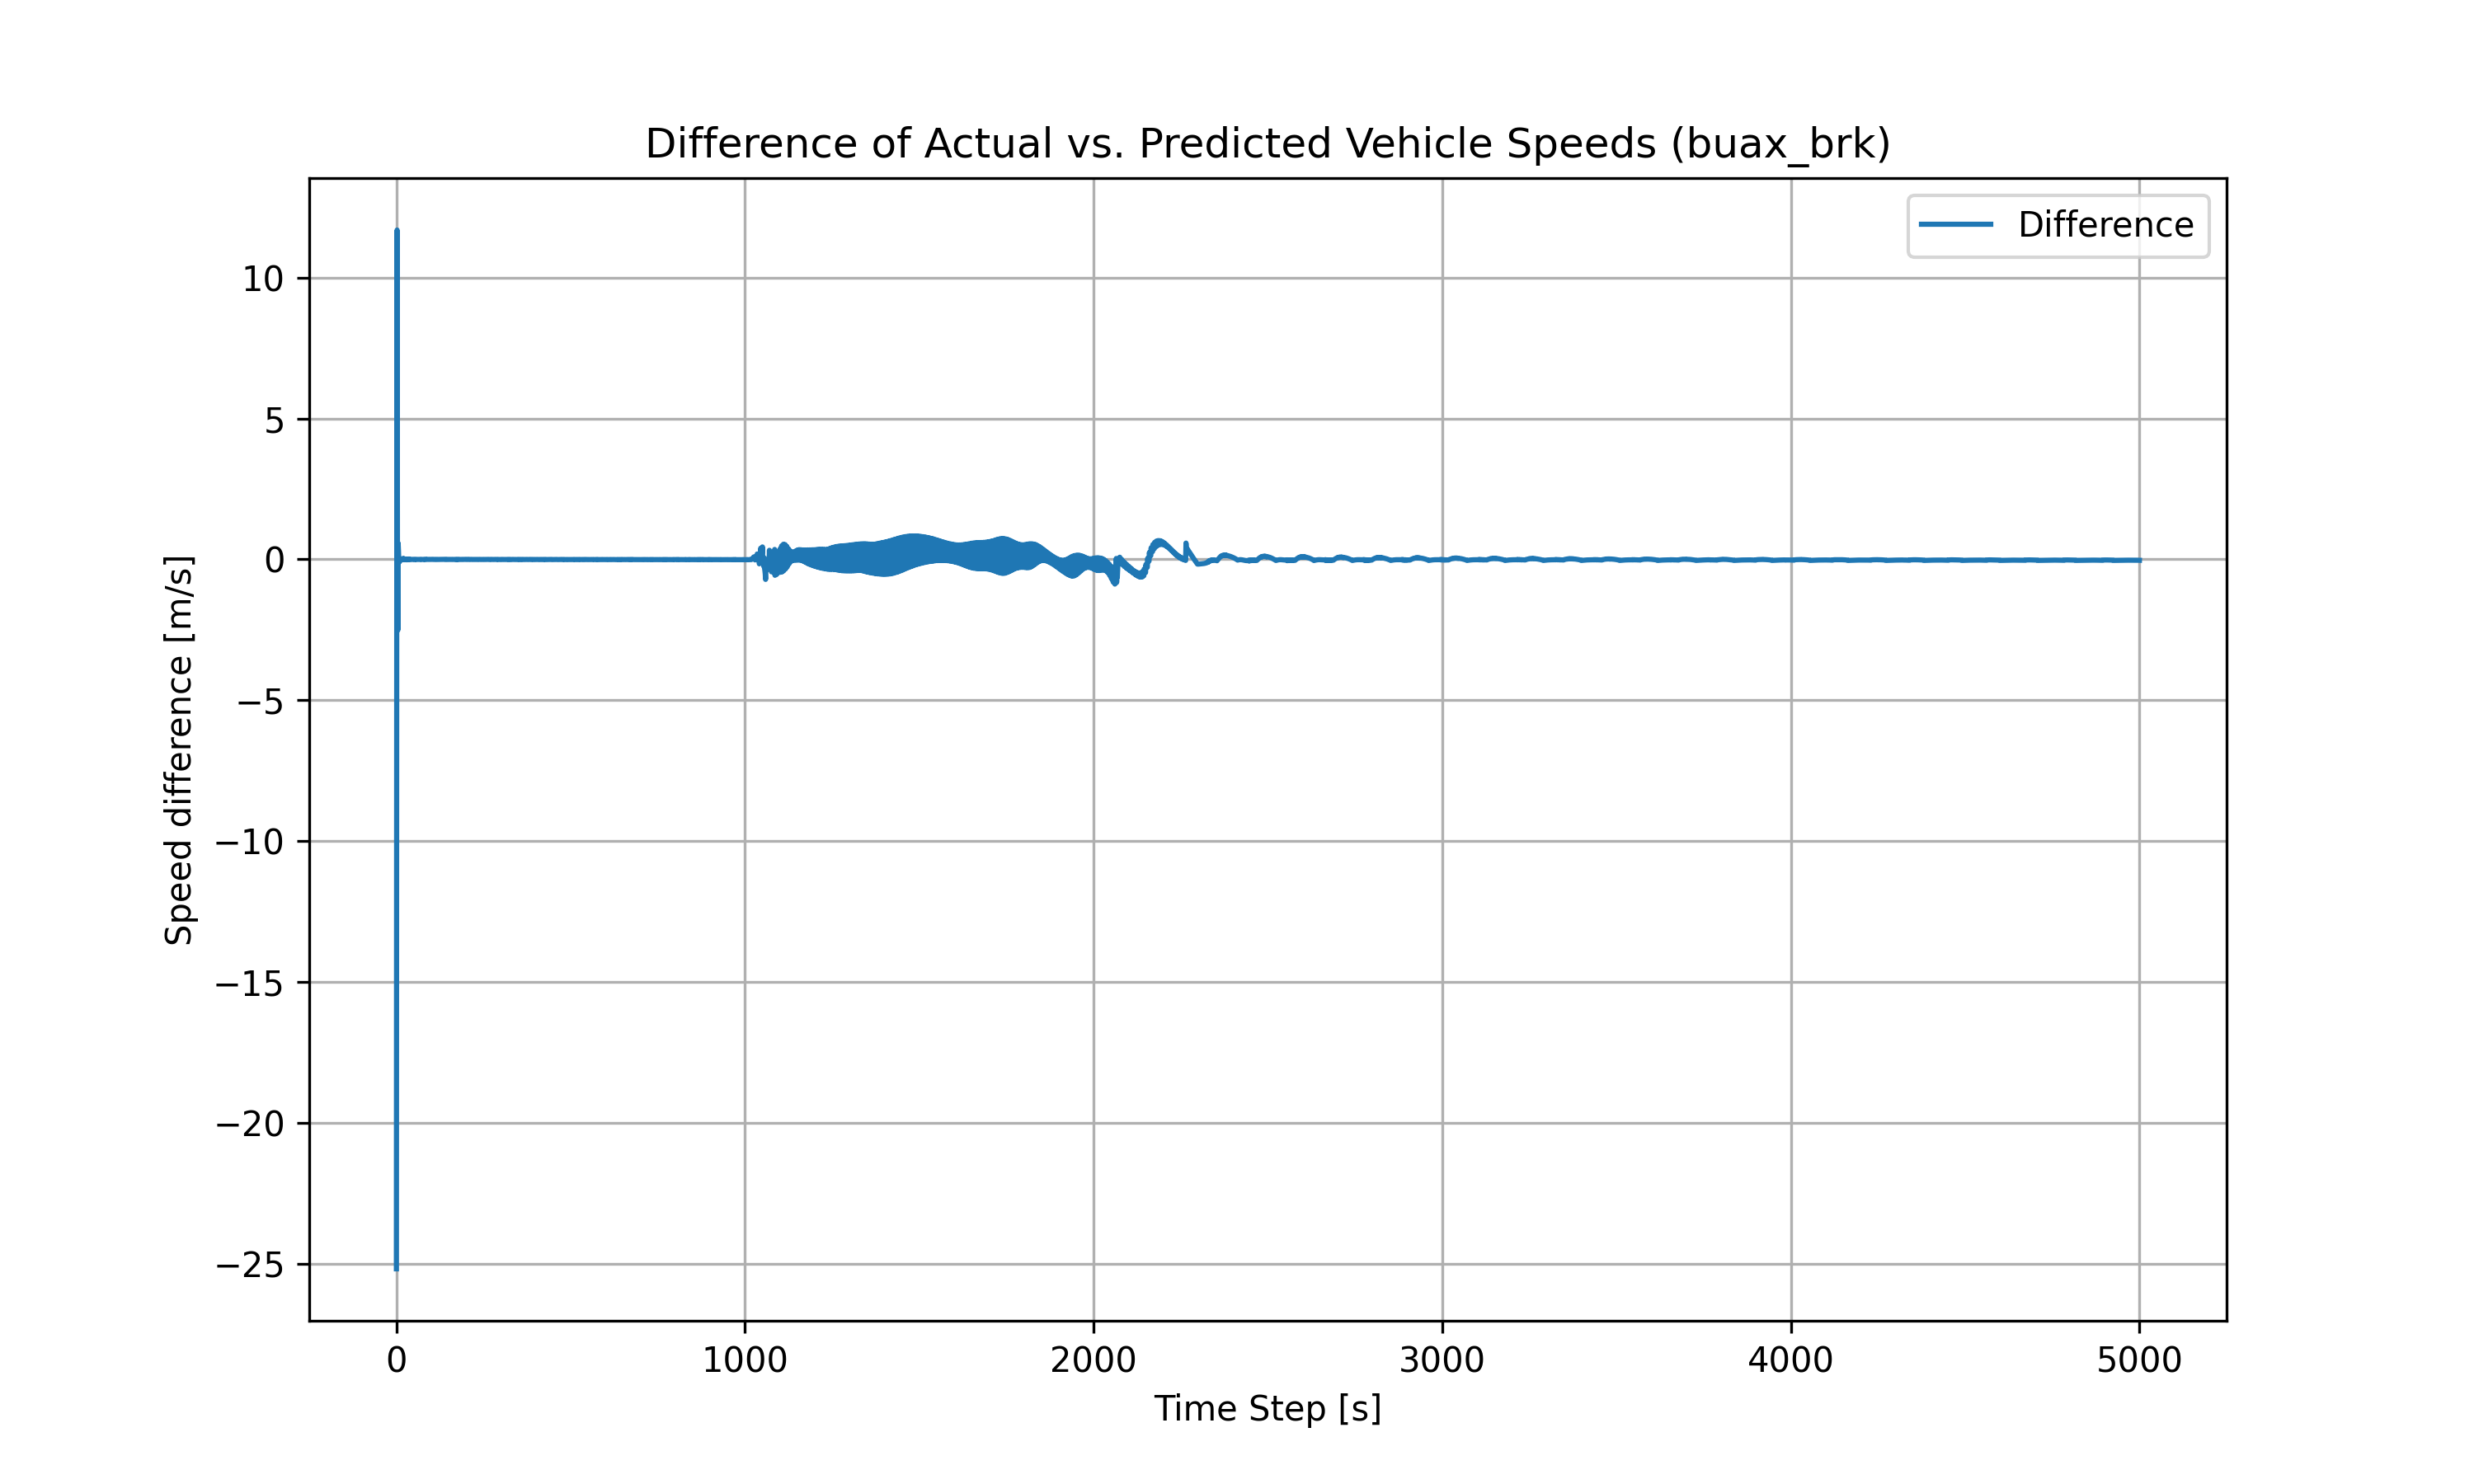 Difference of Actual vs. Predicted Vehicle Speeds (buax_brk)
Difference
10
5
0
−5
−10
−15
−20
−25
Speed difference [m/s]
0 1000 2000 3000 4000 5000
Time Step [s]